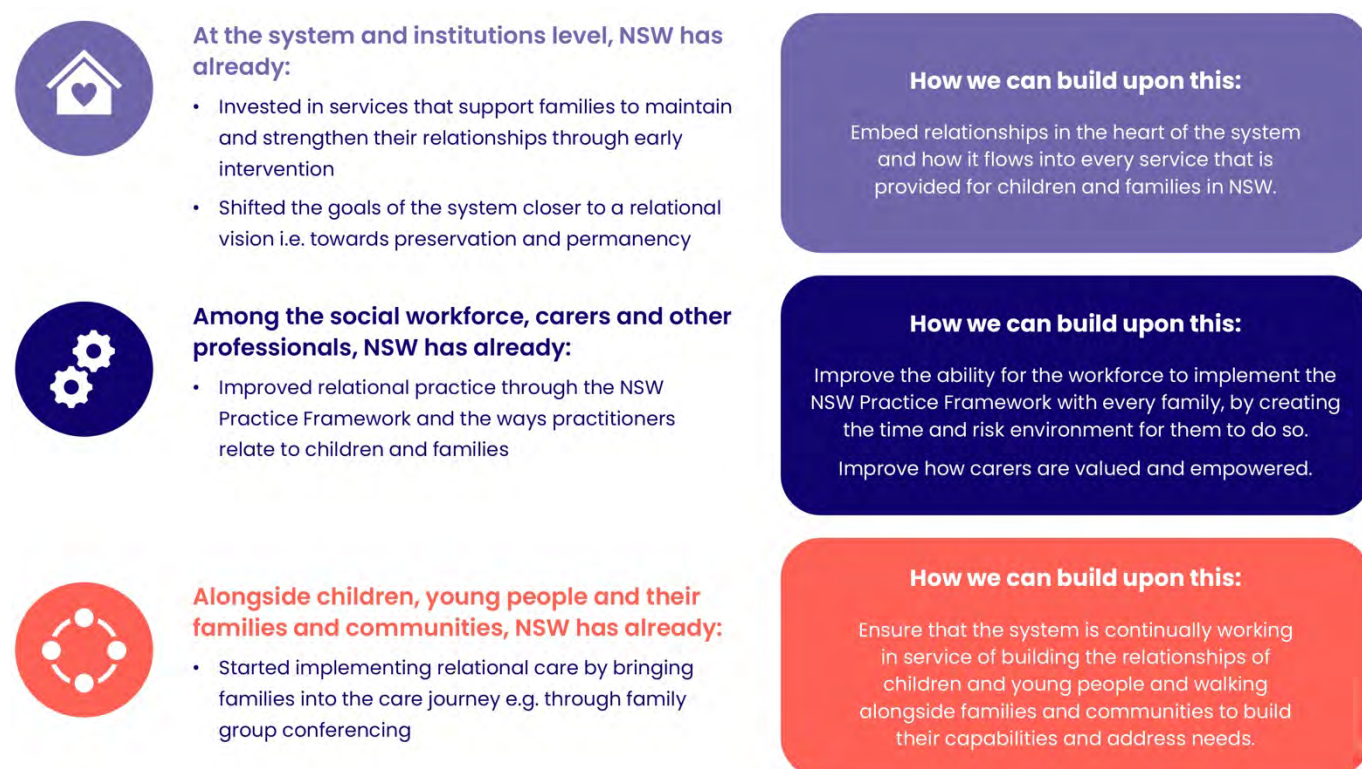 At the system and institutions level, NSW has
already:
• Invested in services that support families to maintain
and strengthen their relationships through early
intervention
• Shifted the goals of the system closer to a relational
vision i.e. towards preservation and permanency
How we can build upon this:
Embed relationships in the heart of the system
and how it flows into every service that is
provided for children and families in NSW.
Among the social workforce, carers and other
professionals, NSW has already:
• Improved relational practice through the NSW
Practice Framework and the ways practitioners
relate to children and families
How we can build upon this:
Improve the ability for the workforce to implement the
NSW Practice Framework with every family, by creating
the time and risk environment for them to do so.
Improve how carers are valued and empowered.
Alongside children, young people and their
families and communities, NSW has already:
• Started implementing relational care by bringing
families into the care journey e.g. through family
group conferencing
How we can build upon this:
Ensure that the system is continually working
in service of building the relationships of
children and young people and walking
alongside families and communities to build
their capabilities and address needs.